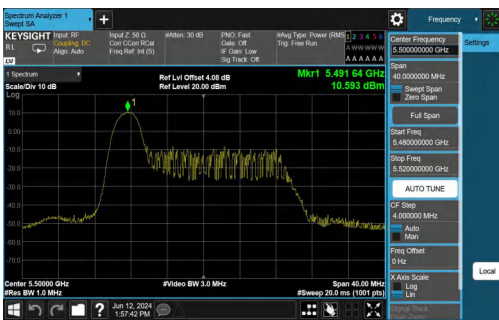 Spectrum Analyzer 1
Swept SA
Frequency
KEYSIGHT
RL
Input: RF
Coupling: DC
Align: Auto
Input Z: 50 Ω
Corr CCorr RCal
Freq Ref: Int (S)
#Atten: 30 dB
PNO: Fast
Gate: Off
IF Gain: Low
Sig Track: Off
#Avg Type: Power (RMS
Trig: Free Run
1 2 3 4 5 6
A W W W W W
A A A A A A
LV
1 Spectrum
Scale/Div 10 dB
Log
Ref Lvl Offset 4.08 dB
Ref Level 20.00 dBm
Mkr1 5.491 64 GHz
10.593 dBm
1
10.0
0.00
-10.0
-20.0
-30.0
-40.0
-50.0
-60.0
-70.0
Center 5.50000 GHz
#Res BW 1.0 MHz
#Video BW 3.0 MHz
Span 40.00 MHz
#Sweep 20.0 ms (1001 pts)
Jun 12, 2024
1:57:42 PM
Center Frequency
5.500000000 GHz
Span
40.0000000 MHz
Swept Span
Zero Span
Full Span
Start Freq
5.480000000 GHz
Stop Freq
5.520000000 GHz
AUTO TUNE
CF Step
4.000000 MHz
Auto
Man
Freq Offset
0 Hz
X Axis Scale
Log
Lin
Signal Track
(Span Zoom)
Settings
Local